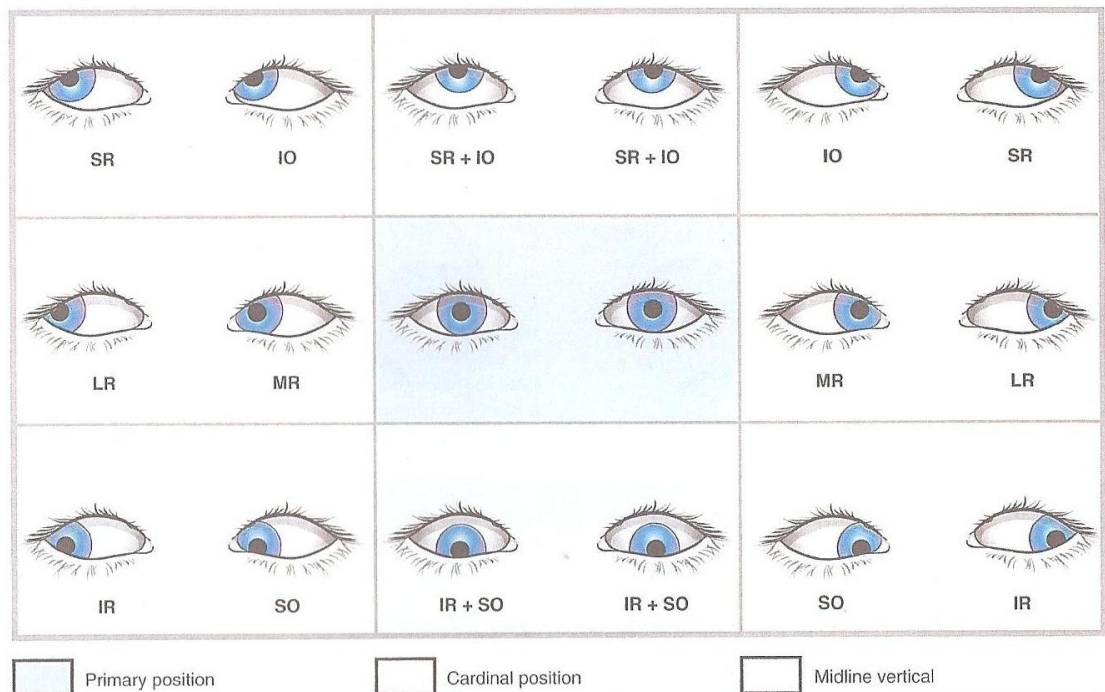 SR IO SR + IO SR + IO IO SR
LR MR MR LR
IR SO IR + SO IR + SO SO IR
Primary position Cardinal position Midline vertical